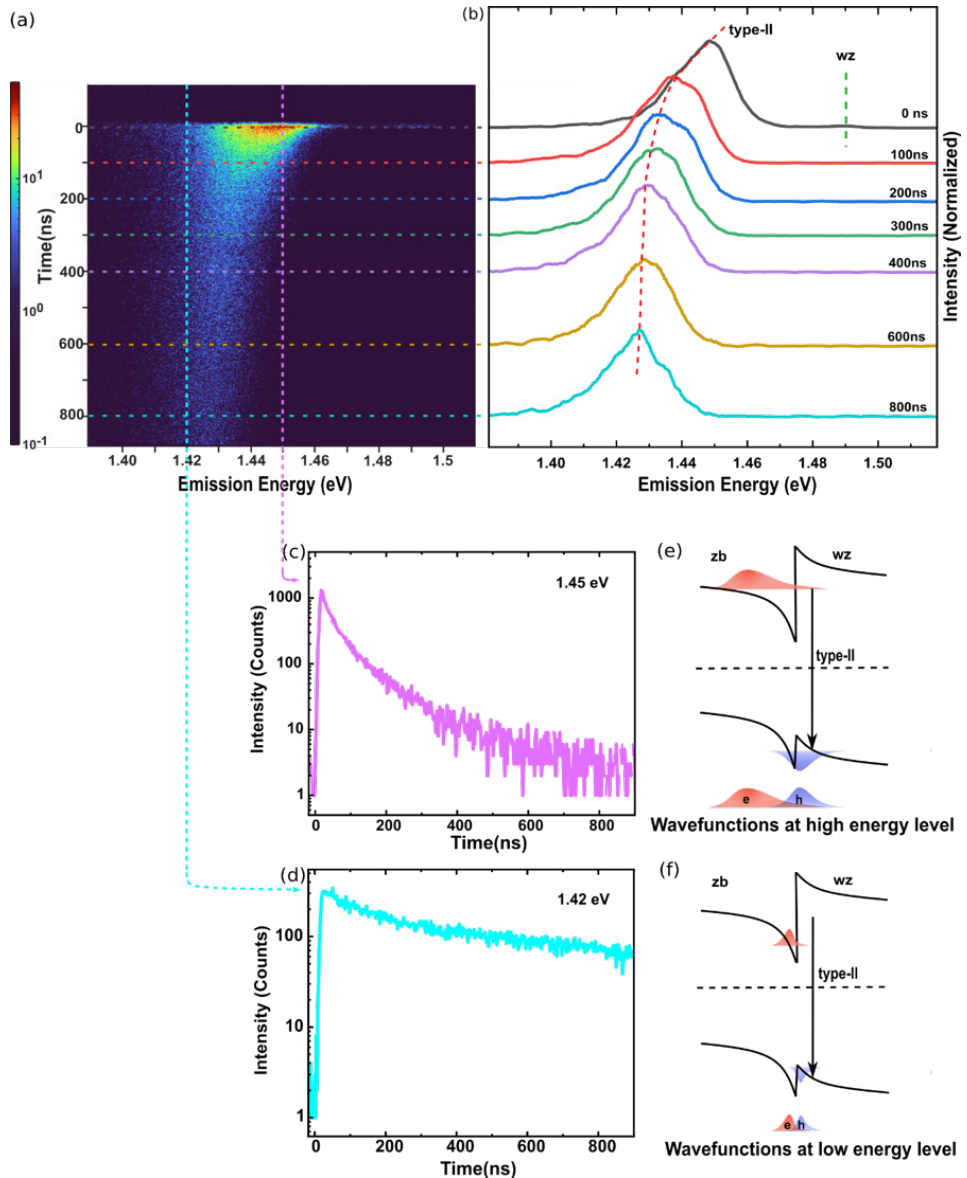 (a)
Time(ns)
0
200
400
600
800
10^1
10^0
10^-1
1.40
1.42
1.44
1.46
1.48
1.5
Emission Energy (eV)
(b)
type-II
wz
0 ns
100ns
200ns
300ns
400ns
600ns
800ns
Intensity (Normalized)
1.40
1.42
1.44
1.46
1.48
1.50
Emission Energy (eV)
(c)
1.45 eV
Intensity (Counts)
1000
100
10
1
0
200
400
600
800
Time(ns)
(d)
1.42 eV
Intensity (Counts)
100
10
1
0
200
400
600
800
Time(ns)
(e)
zb
wz
type-II
e
h
Wavefunctions at high energy level
(f)
zb
wz
type-II
e
h
Wavefunctions at low energy level